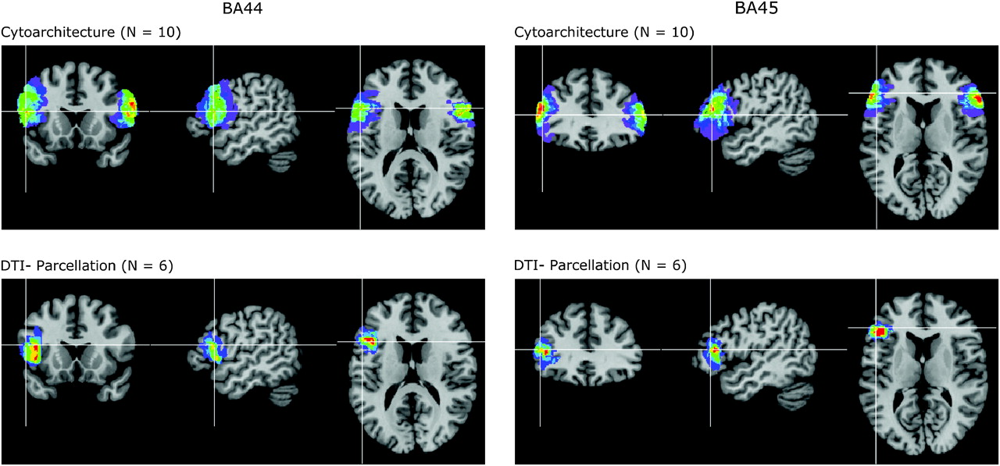 BA44
BA45
Cytoarchitecture (N = 10)
Cytoarchitecture (N = 10)
DTI- Parcellation (N = 6)
DTI- Parcellation (N = 6)